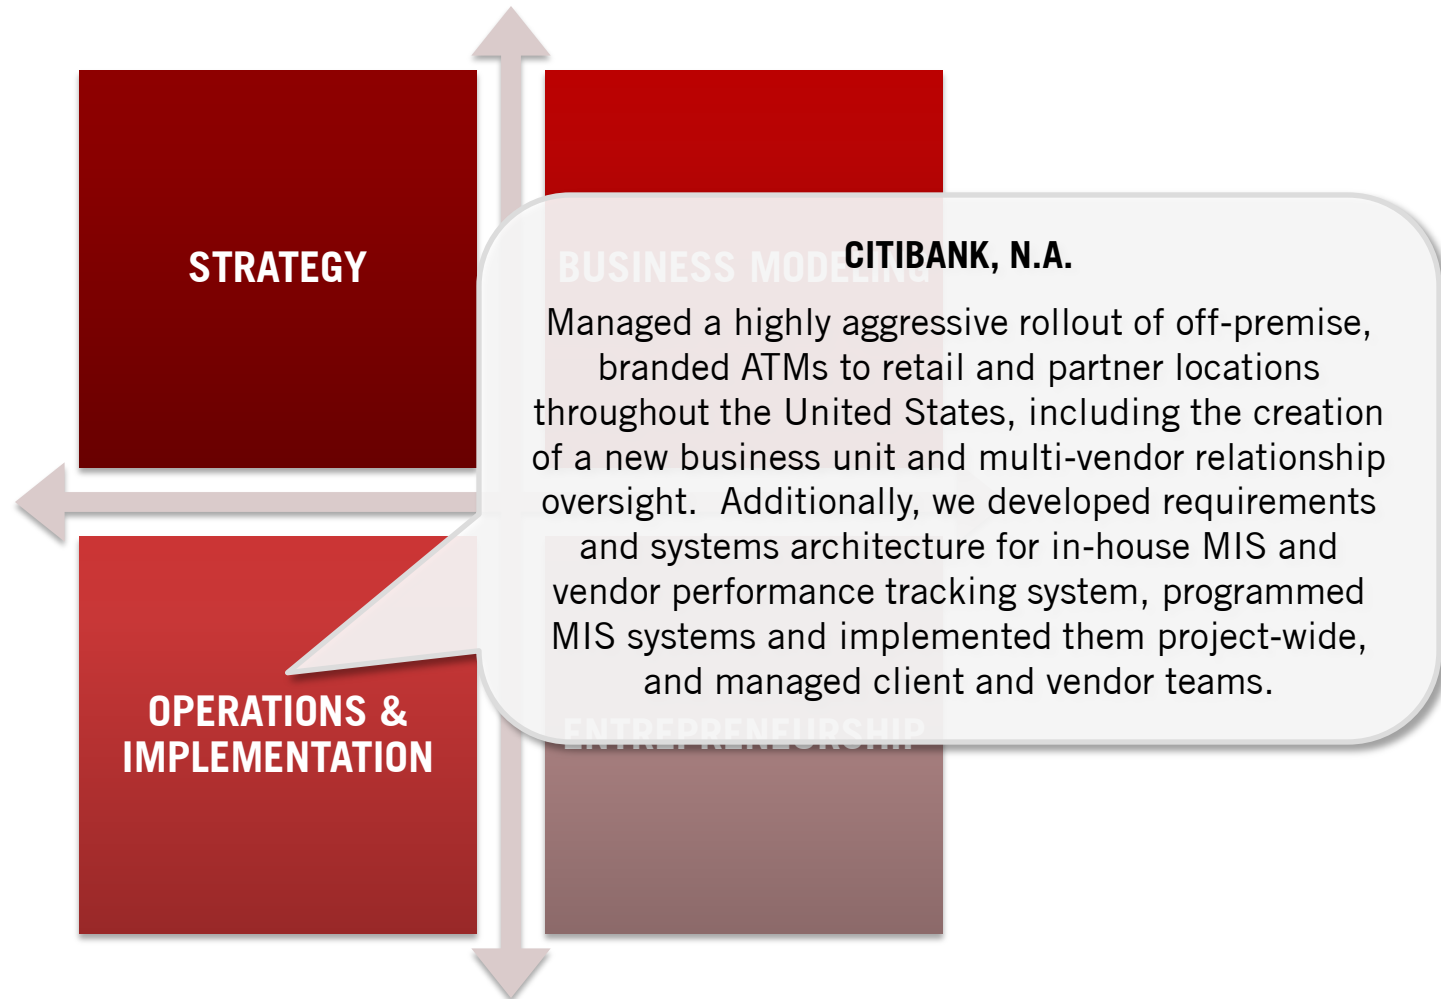 STRATEGY
BUSINESS MODELING
CITIBANK, N.A.
Managed a highly aggressive rollout of off-premise,
branded ATMs to retail and partner locations
throughout the United States, including the creation
of a new business unit and multi-vendor relationship
oversight.  Additionally, we developed requirements
and systems architecture for in-house MIS and
vendor performance tracking system, programmed
MIS systems and implemented them project-wide,
and managed client and vendor teams.
OPERATIONS &
IMPLEMENTATION
ENTREPRENEURSHIP